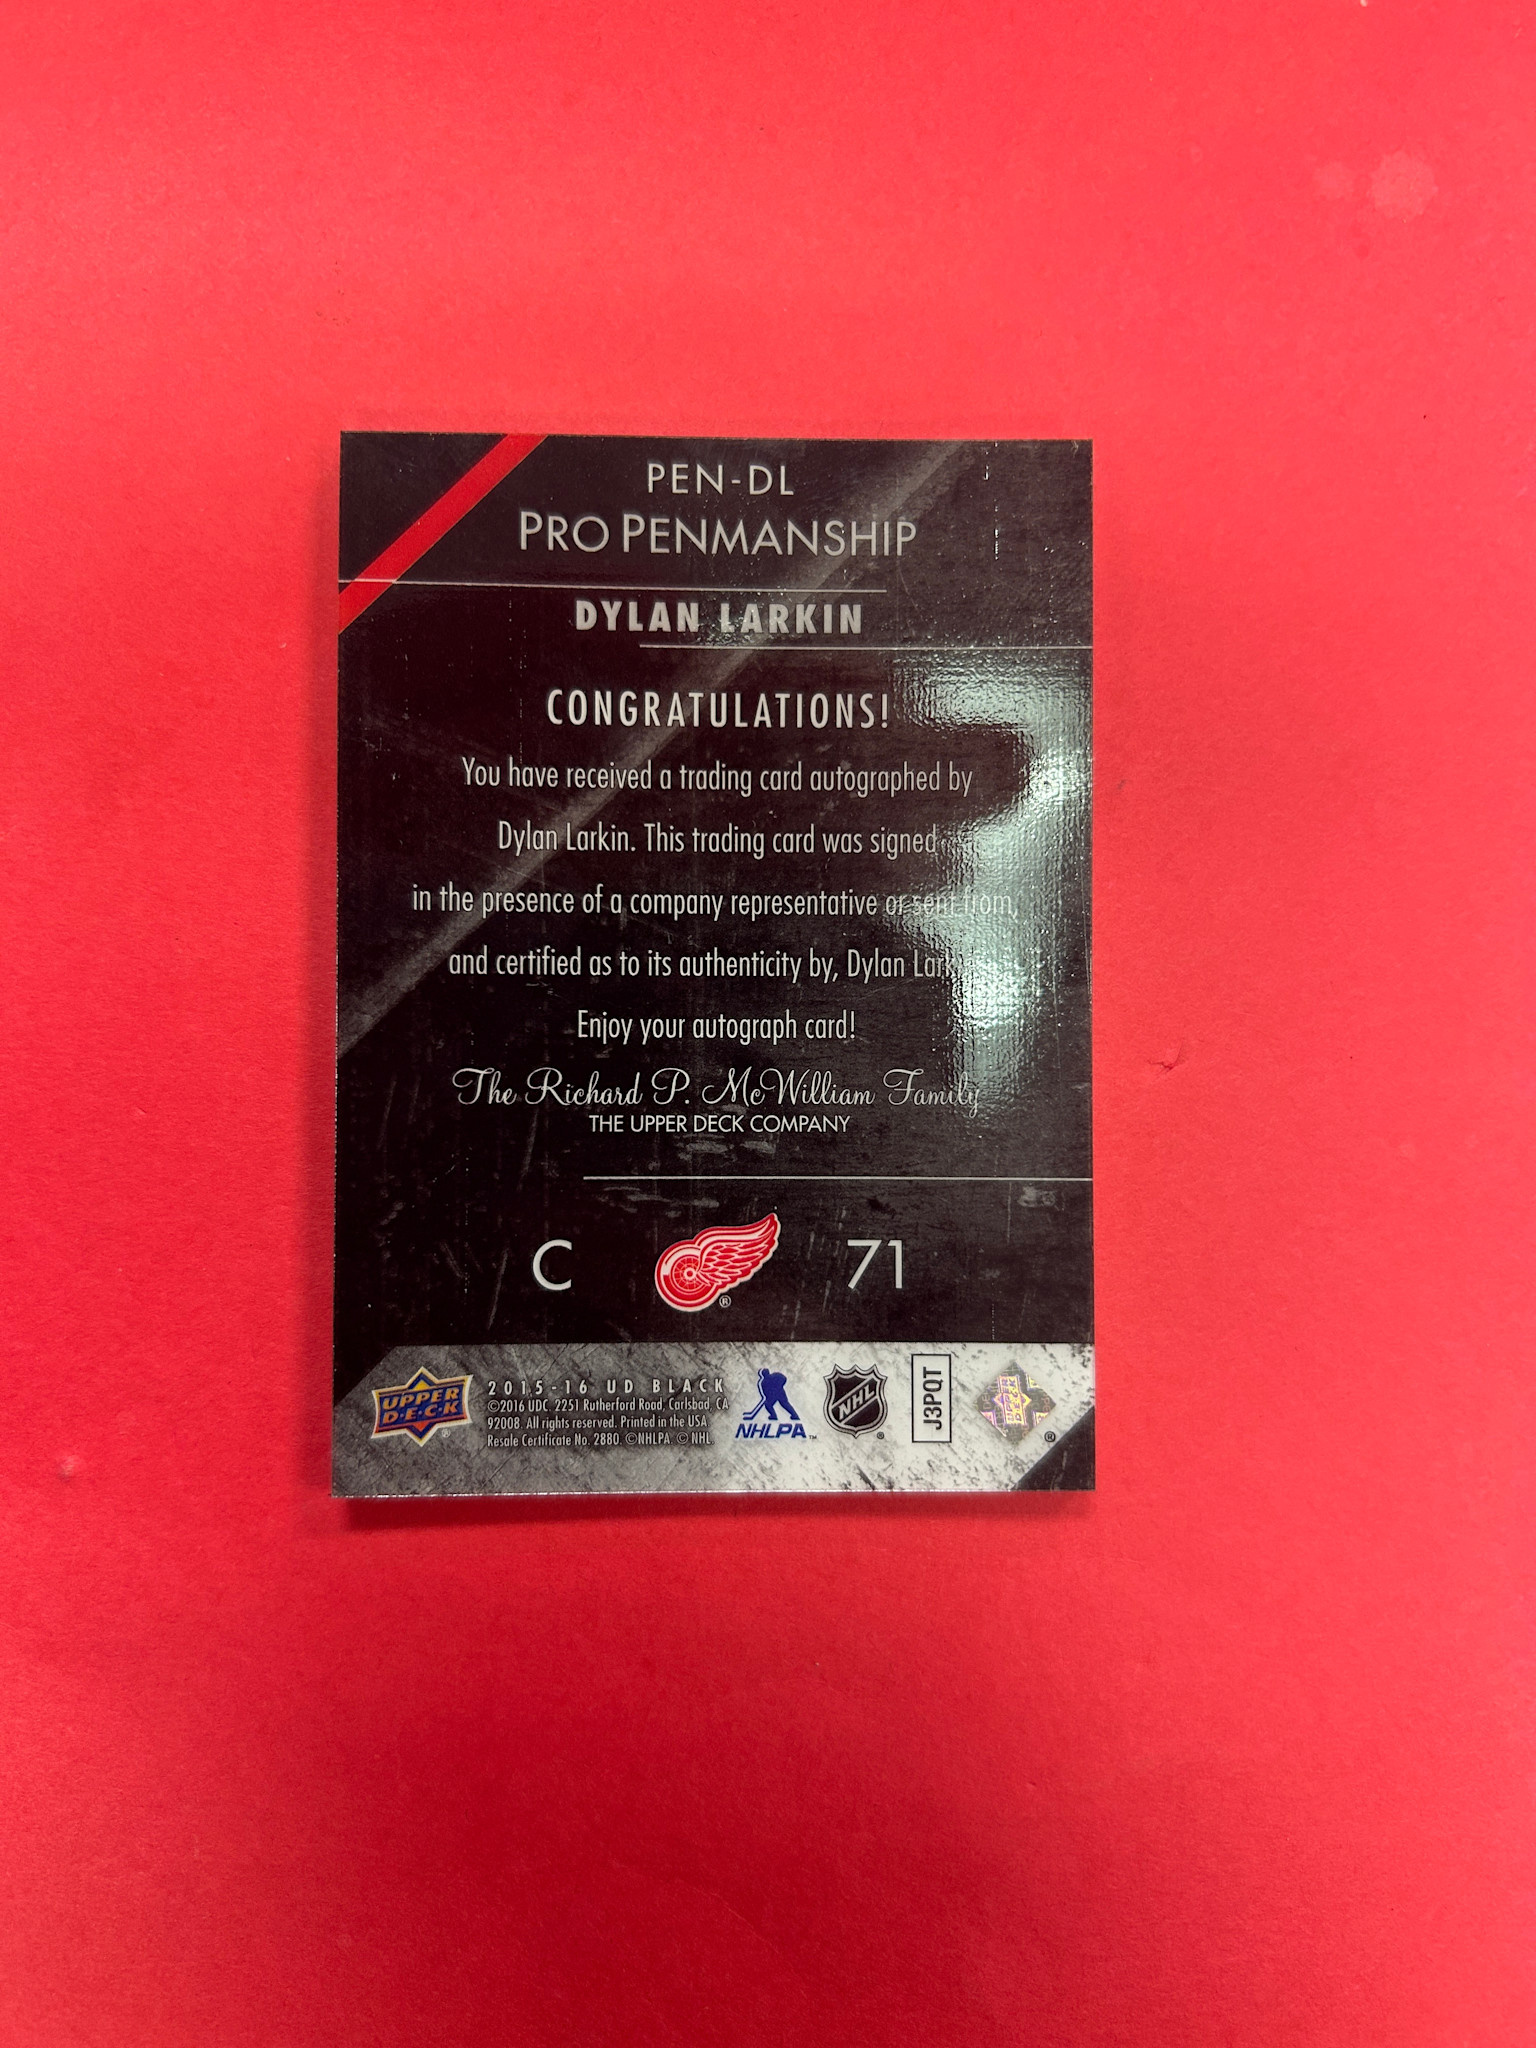 PEN-DL
PRO PENMANSHIP
DYLAN LARKIN
CONGRATULATIONS!
You have received a trading card autographed by
Dylan Larkin. This trading card was signed
in the presence of a company representative or sent from,
and certified as to its authenticity by, Dylan Larkin.
Enjoy your autograph card!
The Richard P. McWilliam Family
THE UPPER DECK COMPANY
C 71
®
UPPER DECK
2015-16 UD BLACK
©2016 UDC. 2251 Rutherford Road, Carlsbad, CA
92008. All rights reserved. Printed in the USA
Resale Certificate No. 2880. ©NHLPA. © NHL.
NHLPA™
NHL®
J3PQT
UPPER DECK ®